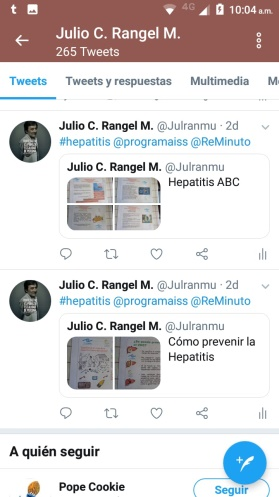 4G 10:04 a.m.
Julio C. Rangel M.
265 Tweets
Tweets
Tweets y respuestas
Multimedia
Me
Julio C. Rangel M. @Julranmu · 2d
#hepatitis @programaiss @ReMinuto
Julio C. Rangel M. @Julranmu
Hepatitis ABC
Julio C. Rangel M. @Julranmu · 2d
#hepatitis @programaiss @ReMinuto
Julio C. Rangel M. @Julranmu
Cómo prevenir la
Hepatitis
A quién seguir
Pope Cookie
Seguir